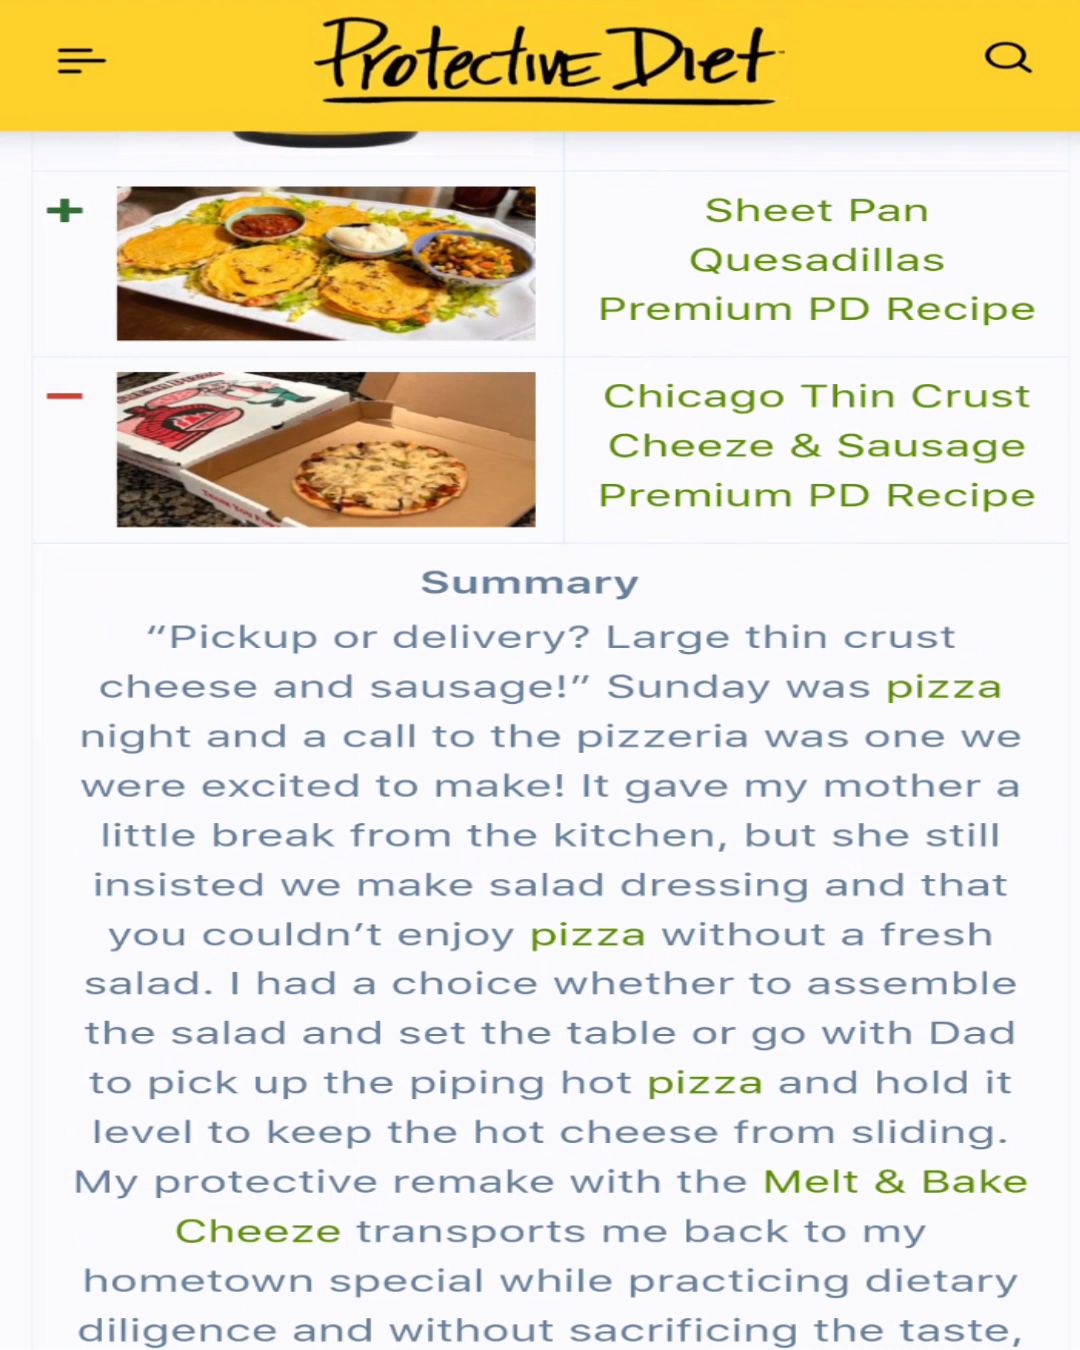 Protective Diet
Sheet Pan
Quesadillas
Premium PD Recipe
Chicago Thin Crust
Cheeze & Sausage
Premium PD Recipe
Summary
“Pickup or delivery? Large thin crust
cheese and sausage!” Sunday was pizza
night and a call to the pizzeria was one we
were excited to make! It gave my mother a
little break from the kitchen, but she still
insisted we make salad dressing and that
you couldn’t enjoy pizza without a fresh
salad. I had a choice whether to assemble
the salad and set the table or go with Dad
to pick up the piping hot pizza and hold it
level to keep the hot cheese from sliding.
My protective remake with the Melt & Bake
Cheeze transports me back to my
hometown special while practicing dietary
diligence and without sacrificing the taste,